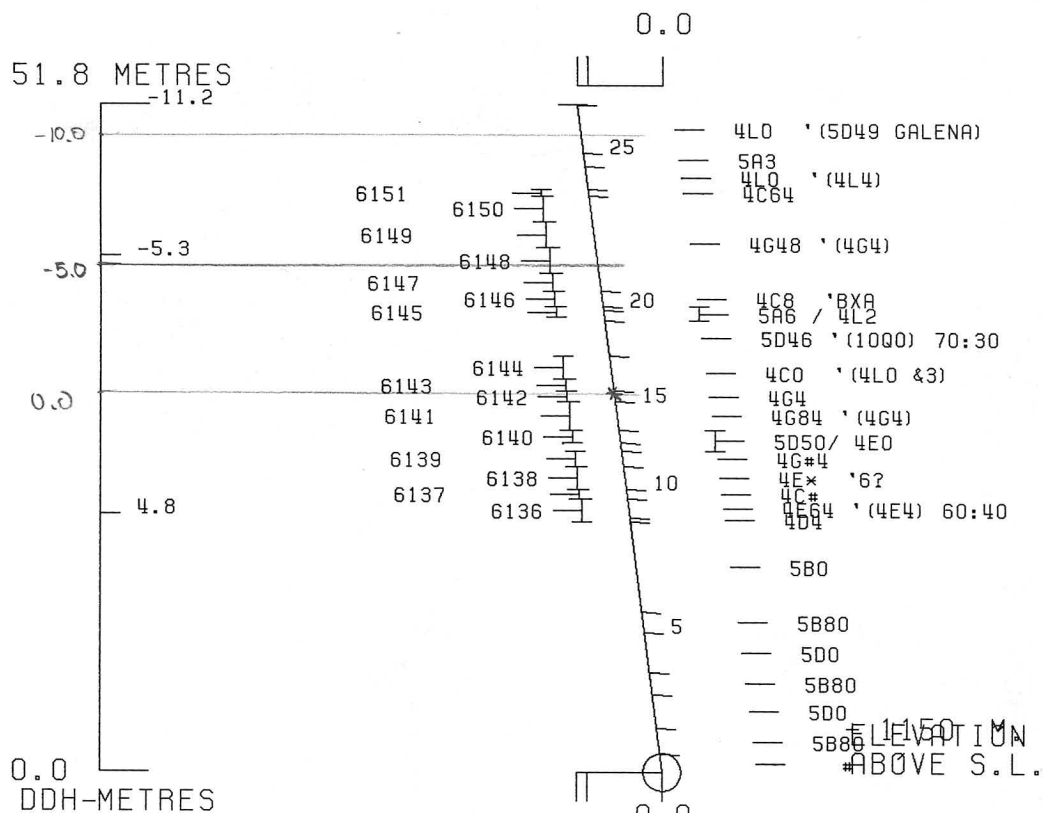 0.0
51.8 METRES
-11.2
-10.0
4L0 '(5D49 GALENA)
25
5A3
4L0 '(4L4)
6151
4C64
6150
6149
4G48 '(4G4)
-5.3
6148
-5.0
6147
6146
20
4C8 'BXA
6145
5A6 / 4L2
5D46 '(10Q0) 70:30
6144
4C0 '(4L0 &3)
6143
0.0
6142
15
4G4
6141
4G84 '(4G4)
6140
5D50/ 4E0
6139
4G#4
6138
10
4E* '6?
6137
4C#
4.8
6136
4E64 '(4E4) 60:40
4D4
5B0
5
5B80
5D0
5B80
5D0
1150 M.
ELEVATION
5B80
0.0
#
ABOVE S.L.
DDH-METRES
0.0